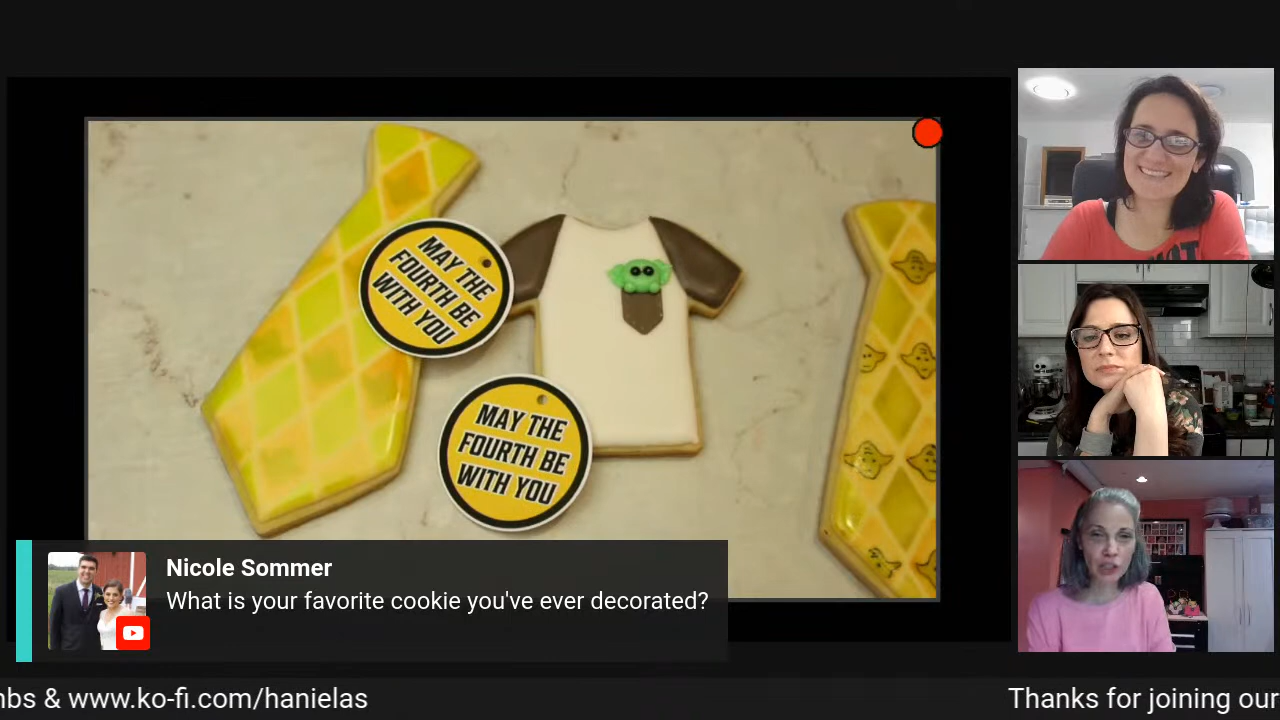 MAY THE
FOURTH BE
WITH YOU
MAY THE
FOURTH BE
WITH YOU
Nicole Sommer
What is your favorite cookie you've ever decorated?
nbs & www.ko-fi.com/hanielas
Thanks for joining our